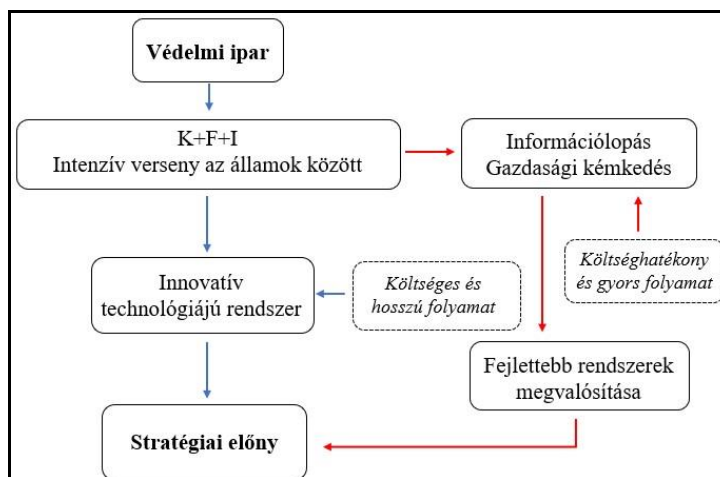 Védelmi ipar
K+F+I
Intenzív verseny az államok között
Információlopás
Gazdasági kémkedés
Innovatív
technológiájú rendszer
Költséges és
hosszú folyamat
Költséghatékony
és gyors folyamat
Fejlettebb rendszerek
megvalósítása
Stratégiai előny